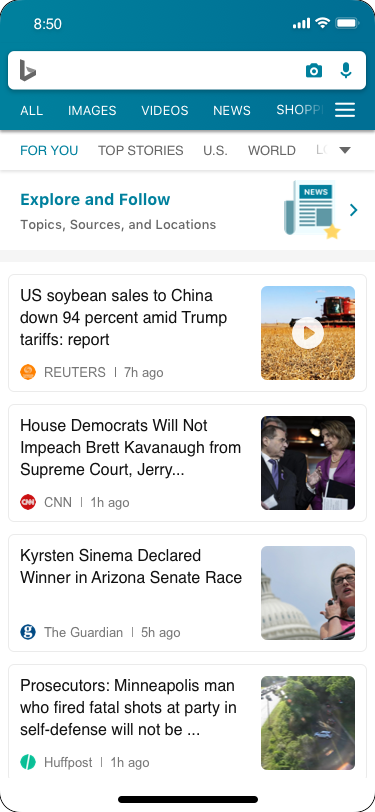 8:50
ALL IMAGES VIDEOS NEWS SHOPP
FOR YOU TOP STORIES U.S. WORLD
Explore and Follow
Topics, Sources, and Locations
NEWS
US soybean sales to China
down 94 percent amid Trump
tariffs: report
REUTERS | 7h ago
House Democrats Will Not
Impeach Brett Kavanaugh from
Supreme Court, Jerry...
CNN
CNN | 1h ago
Kyrsten Sinema Declared
Winner in Arizona Senate Race
g
The Guardian | 5h ago
Prosecutors: Minneapolis man
who fired fatal shots at party in
self-defense will not be ...
Huffpost | 1h ago